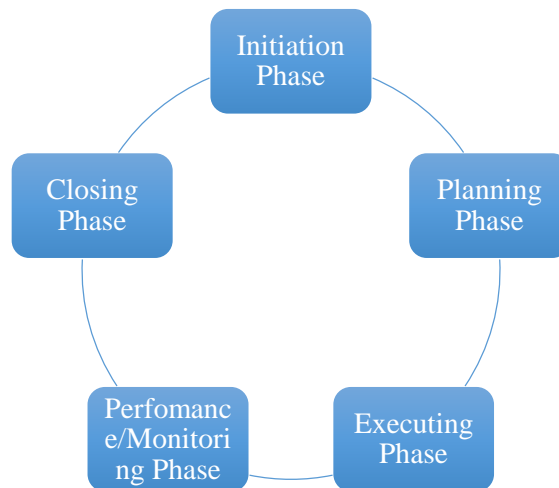 Initiation
Phase
Planning
Phase
Executing
Phase
Perfomanc
e/Monitori
ng Phase
Closing
Phase